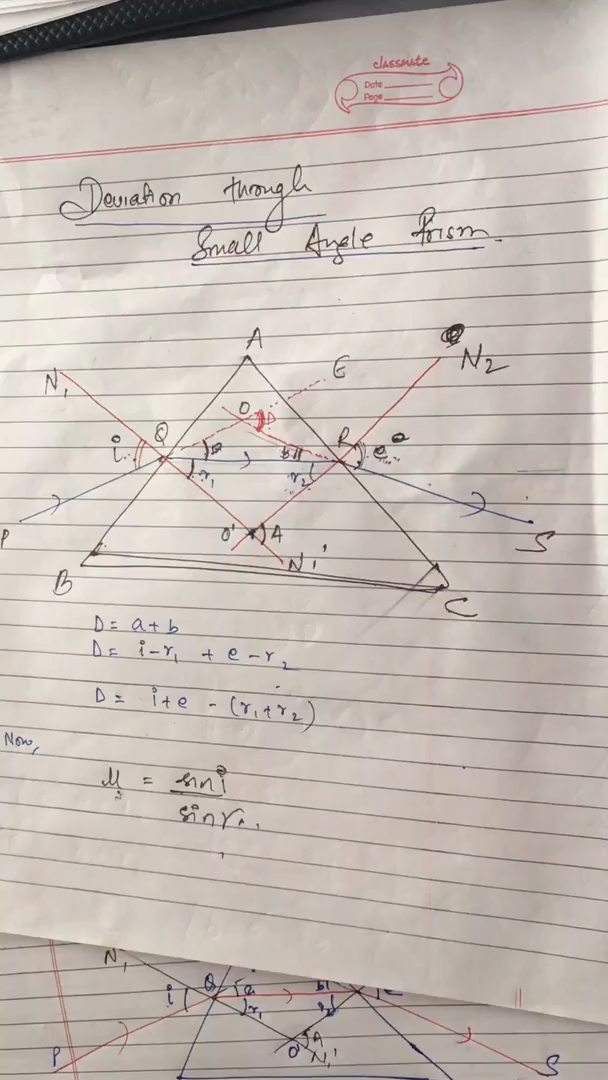 classmate
Date
Page
Deviation through
Small Angle Prism.
A
E
N₂
N₁
O
D
Q
R
i
a
b
e
r₁
r₂
P
O' A
N₁'
S
B
C
D = a+b
D = i-r₁ + e-r₂
D = i+e - (r₁+r₂)
Now,
μ = sin i
sin r₁
N₁
Q a b
i r₁ r₂
A
O' N₁'
P
S